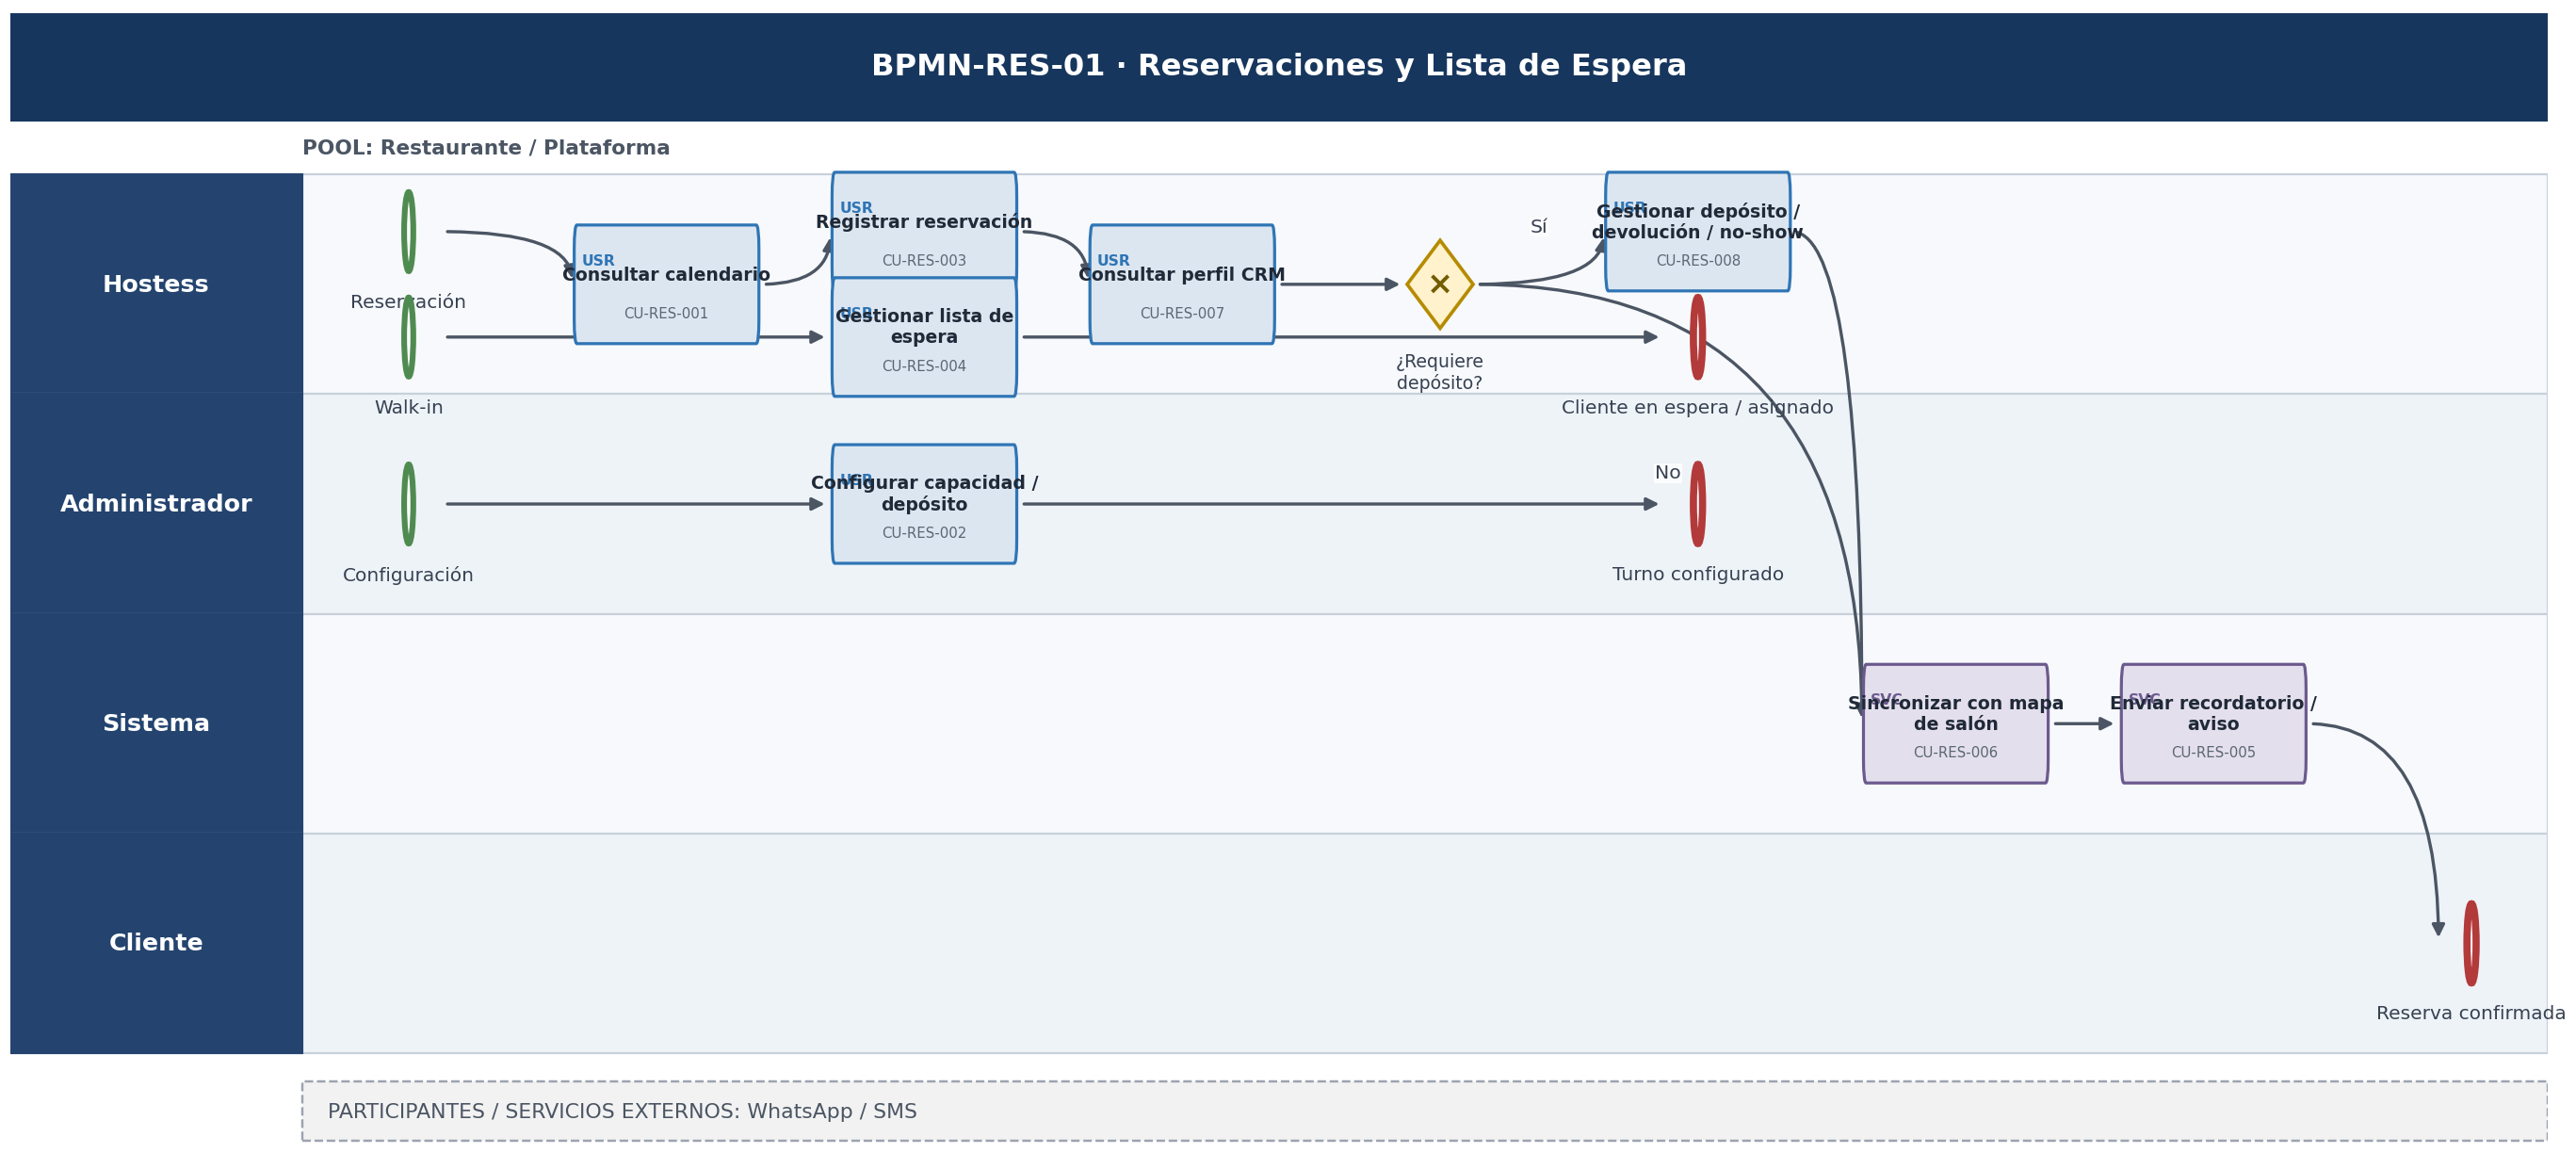 BPMN-RES-01 · Reservaciones y Lista de Espera
POOL: Restaurante / Plataforma
Hostess
Reservación
Walk-in
USR
Consultar calendario
CU-RES-001
USR
Registrar reservación
CU-RES-003
USR
Gestionar lista de
espera
CU-RES-004
USR
Consultar perfil CRM
CU-RES-007
¿Requiere
depósito?
Sí
USR
Gestionar depósito /
devolución / no-show
CU-RES-008
Cliente en espera / asignado
Administrador
Configuración
USR
Configurar capacidad /
depósito
CU-RES-002
No
Turno configurado
Sistema
SVC
Sincronizar con mapa
de salón
CU-RES-006
SVC
Enviar recordatorio /
aviso
CU-RES-005
Cliente
Reserva confirmada
PARTICIPANTES / SERVICIOS EXTERNOS: WhatsApp / SMS